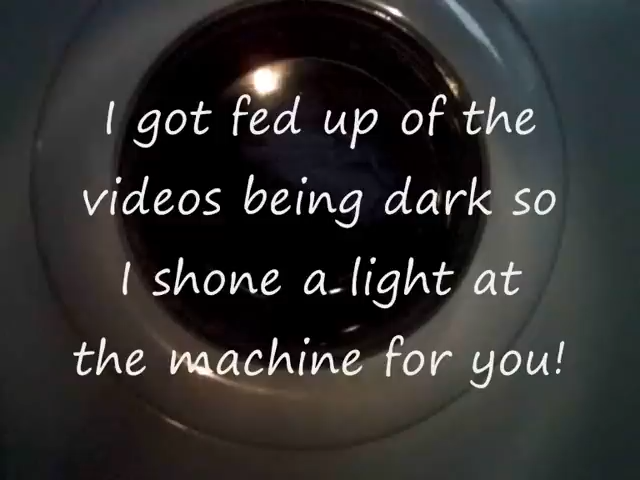 I got fed up of the
videos being dark so
I shone a light at
the machine for you!